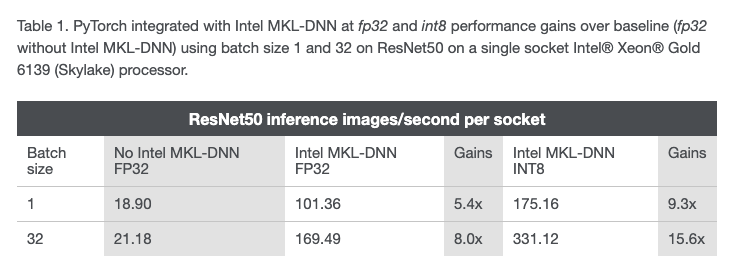 Table 1. PyTorch integrated with Intel MKL-DNN at fp32 and int8 performance gains over baseline (fp32
without Intel MKL-DNN) using batch size 1 and 32 on ResNet50 on a single socket Intel® Xeon® Gold
6139 (Skylake) processor.
ResNet50 inference images/second per socket
Batch size No Intel MKL-DNN FP32 Intel MKL-DNN FP32 Gains Intel MKL-DNN INT8 Gains
1 18.90 101.36 5.4x 175.16 9.3x
32 21.18 169.49 8.0x 331.12 15.6x